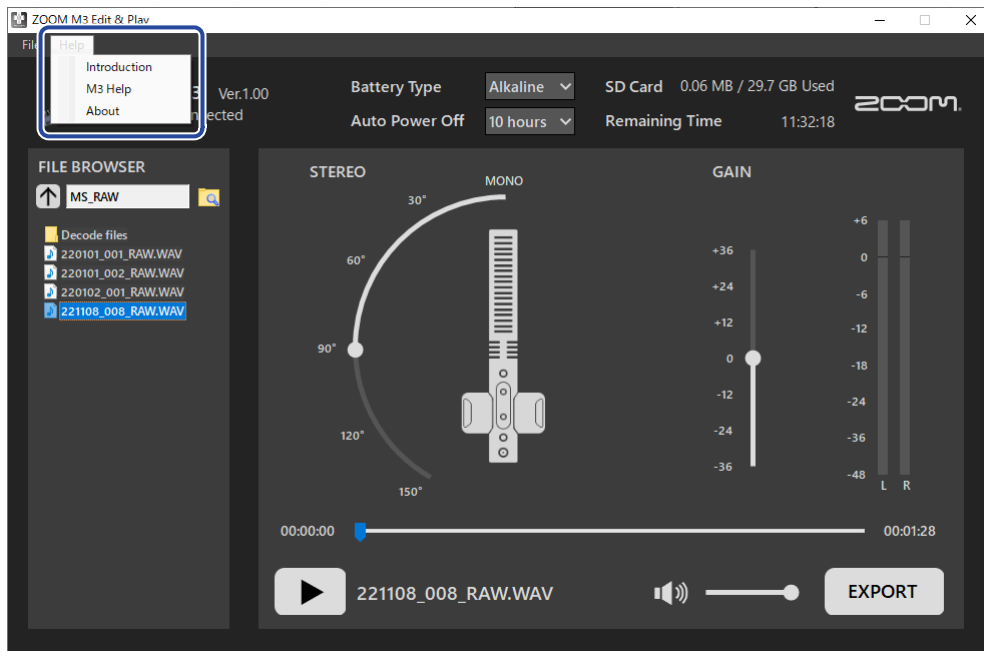 ZOOM M3 Edit & Play
File Help
Introduction
M3 Help
About
3 Ver.1.00
nnected
Battery Type Alkaline
Auto Power Off 10 hours
SD Card 0.06 MB / 29.7 GB Used
Remaining Time 11:32:18
ZOOM
FILE BROWSER
MS_RAW
Decode files
220101_001_RAW.WAV
220101_002_RAW.WAV
220102_001_RAW.WAV
221108_008_RAW.WAV
STEREO
MONO
30°
60°
90°
120°
150°
GAIN
+36
+24
+12
0
-12
-24
-36
+6
0
-6
-12
-18
-24
-36
-48
L R
00:00:00
00:01:28
221108_008_RAW.WAV
EXPORT